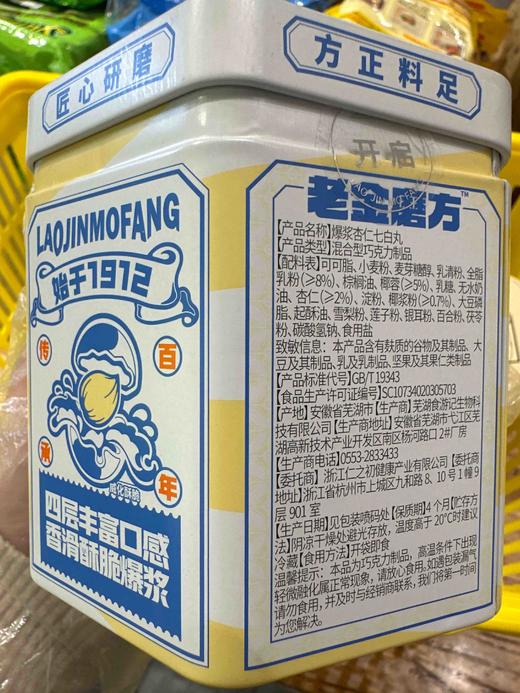 匠心研磨
方正料足
开启
LAO JIN MO FANG
LAOJINMOFANG
始于1912
传
百
承
年
威化酥脆
四层丰富口感
香滑酥脆爆浆
老金磨方™
【产品名称】爆浆杏仁七白丸
【产品类型】混合型巧克力制品
【配料表】可可脂、小麦粉、麦芽糖醇、乳清粉、全脂
乳粉(≥8%)、棕榈油、椰蓉(≥5%)、乳糖、无水奶
油、杏仁(≥2%)、淀粉、椰浆粉(≥0.7%)、大豆磷
脂、起酥油、雪梨粉、莲子粉、银耳粉、百合粉、茯苓
粉、碳酸氢钠、食用盐
致敏信息：本产品含有麸质的谷物及其制品、大
豆及其制品、乳及乳制品、坚果及其果仁类制品
【产品标准代号】GB/T 19343
【食品生产许可证编号】SC10734020305703
【产地】安徽省芜湖市【生产商】芜湖食游记生物科
技有限公司【生产商地址】安徽省芜湖市弋江区芜
湖高新技术产业开发区南区杨河路口2#厂房
【生产商电话】0553-2833433
【委托商】浙江仁之初健康产业有限公司【委托商
地址】浙江省杭州市上城区九和路8、10号1幢9
层901室
【生产日期】见包装喷码处【保质期】4个月【贮存方
法】阴凉干燥处避光存放，温度高于20℃时建议
冷藏【食用方法】开袋即食
温馨提示：本品为巧克力制品，高温条件下出现
轻微融化属正常现象，请放心食用。如遇包装漏气
请勿食用，并及时与经销商联系，我们将第一时间
为您解决。